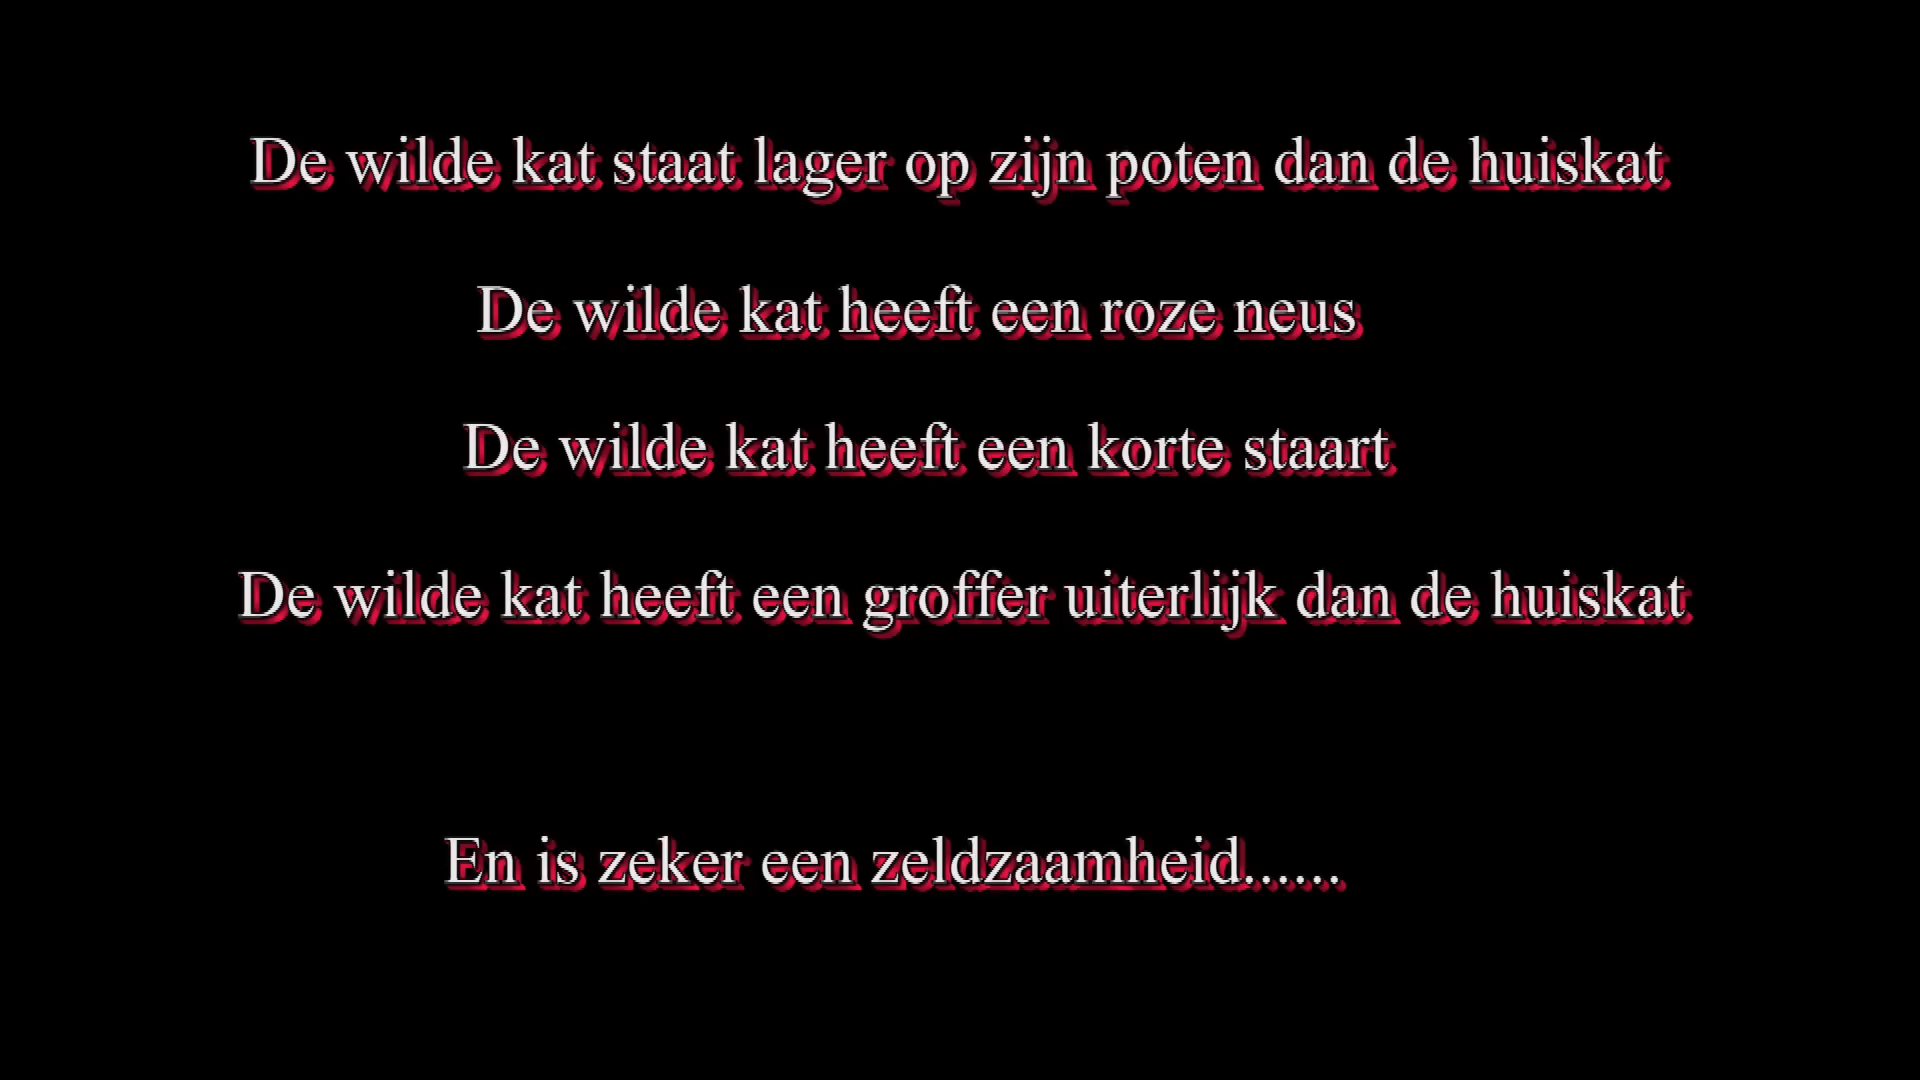 De wilde kat staat lager op zijn poten dan de huiskat
De wilde kat heeft een roze neus
De wilde kat heeft een korte staart
De wilde kat heeft een groffer uiterlijk dan de huiskat
En is zeker een zeldzaamheid......